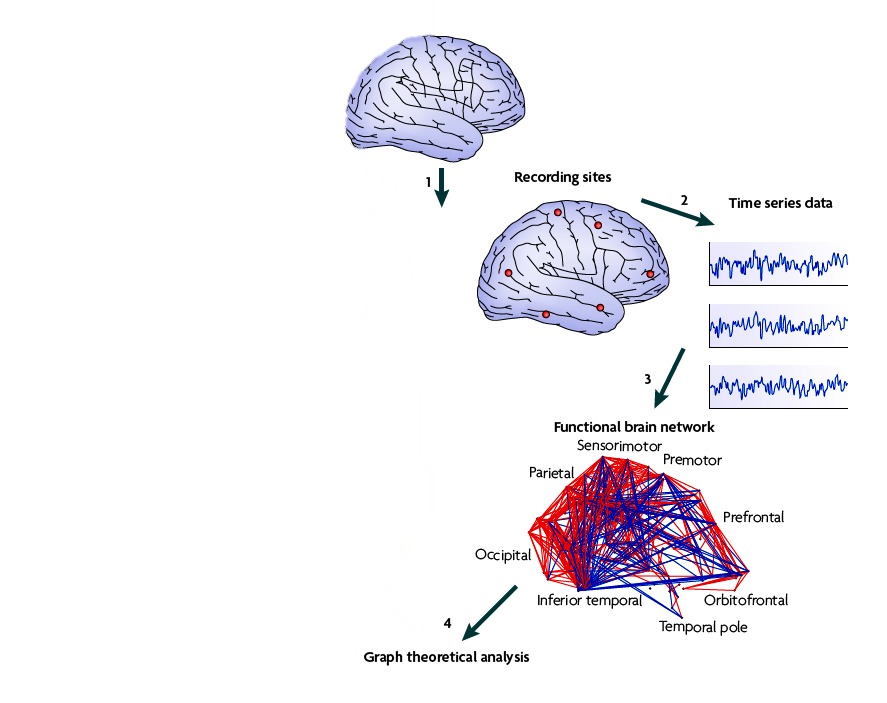 1
Recording sites
2
Time series data
3
Functional brain network
Sensorimotor
Premotor
Parietal
Prefrontal
Occipital
Inferior temporal
Orbitofrontal
Temporal pole
4
Graph theoretical analysis